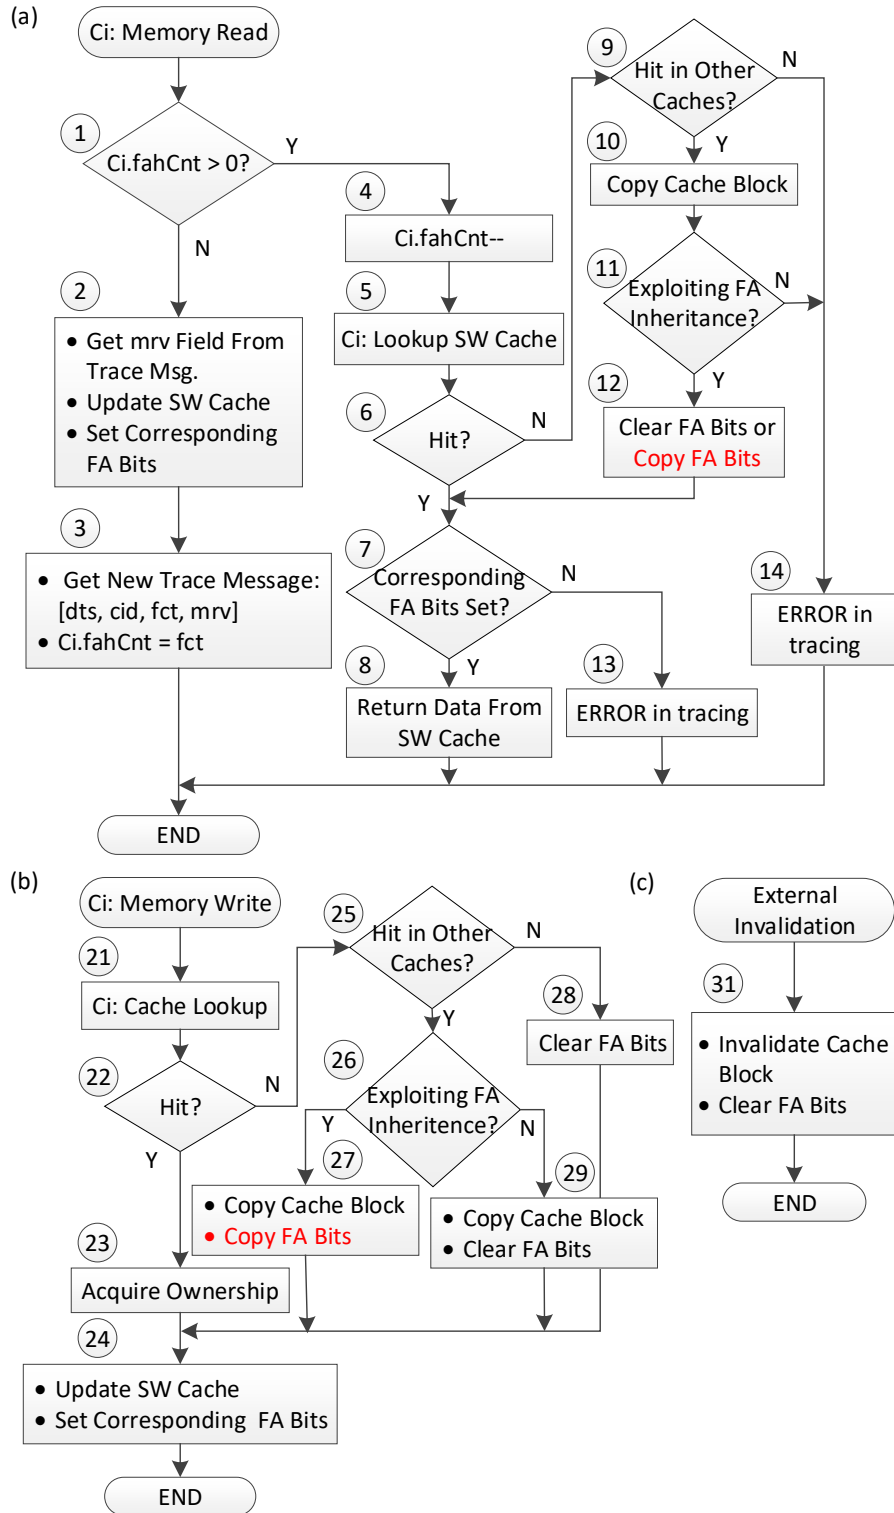 (a)
Ci: Memory Read
1
Ci.fahCnt > 0?
Y
N
2
• Get mrv Field From
Trace Msg.
• Update SW Cache
• Set Corresponding
FA Bits
3
• Get New Trace Message:
[dts, cid, fct, mrv]
• Ci.fahCnt = fct
4
Ci.fahCnt--
5
Ci: Lookup SW Cache
6
Hit?
N
Y
7
Corresponding
FA Bits Set?
N
Y
8
Return Data From
SW Cache
9
Hit in Other
Caches?
N
Y
10
Copy Cache Block
11
Exploiting FA
Inheritance?
N
Y
12
Clear FA Bits or
Copy FA Bits
13
ERROR in tracing
14
ERROR in
tracing
END
(b)
Ci: Memory Write
21
Ci: Cache Lookup
22
Hit?
N
Y
23
Acquire Ownership
24
• Update SW Cache
• Set Corresponding FA Bits
END
25
Hit in Other
Caches?
N
Y
26
Exploiting FA
Inheritence?
Y
N
27
• Copy Cache Block
• Copy FA Bits
28
Clear FA Bits
29
• Copy Cache Block
• Clear FA Bits
(c)
External
Invalidation
31
• Invalidate Cache
Block
• Clear FA Bits
END